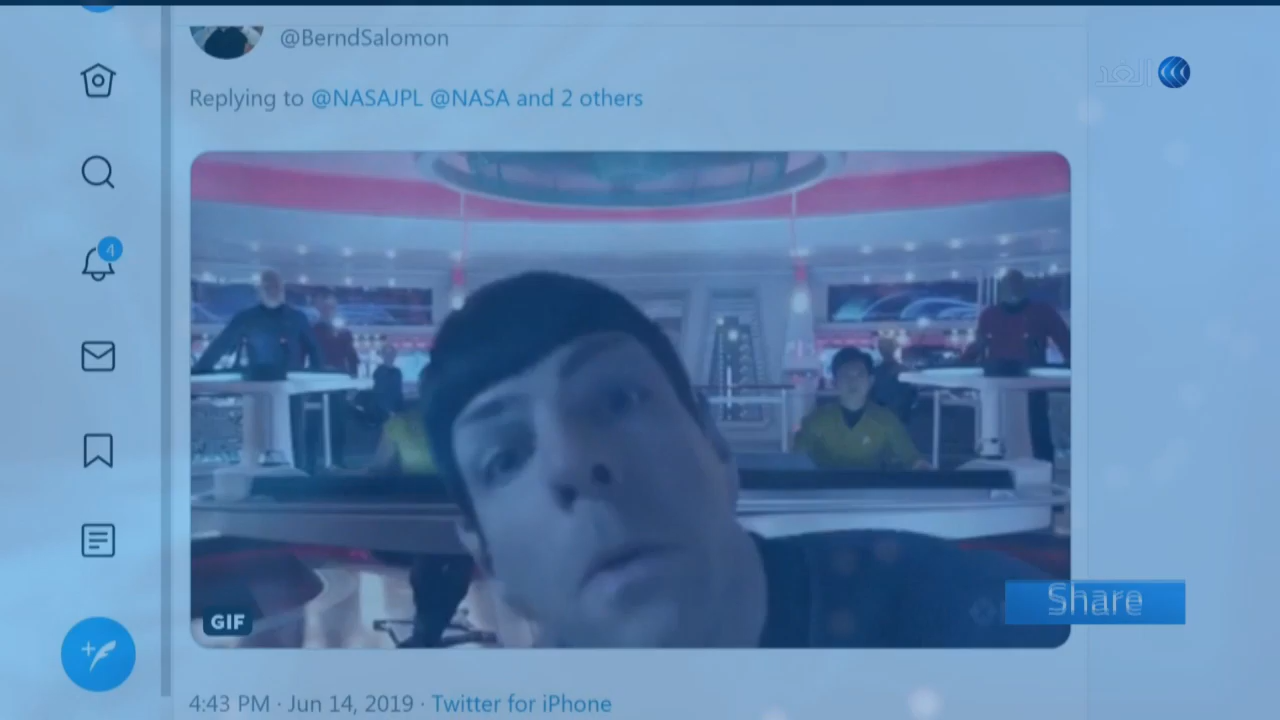 @BerndSalomon
الغد
Replying to @NASAJPL @NASA and 2 others
4
GIF
Share
4:43 PM · Jun 14, 2019 · Twitter for iPhone